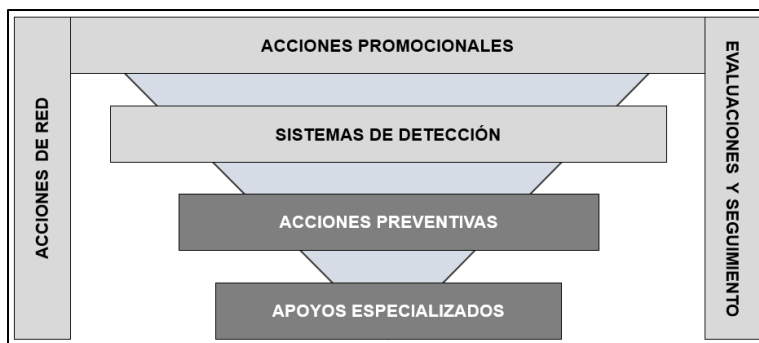 ACCIONES DE RED
ACCIONES PROMOCIONALES
SISTEMAS DE DETECCIÓN
ACCIONES PREVENTIVAS
APOYOS ESPECIALIZADOS
EVALUACIONES Y SEGUIMIENTO